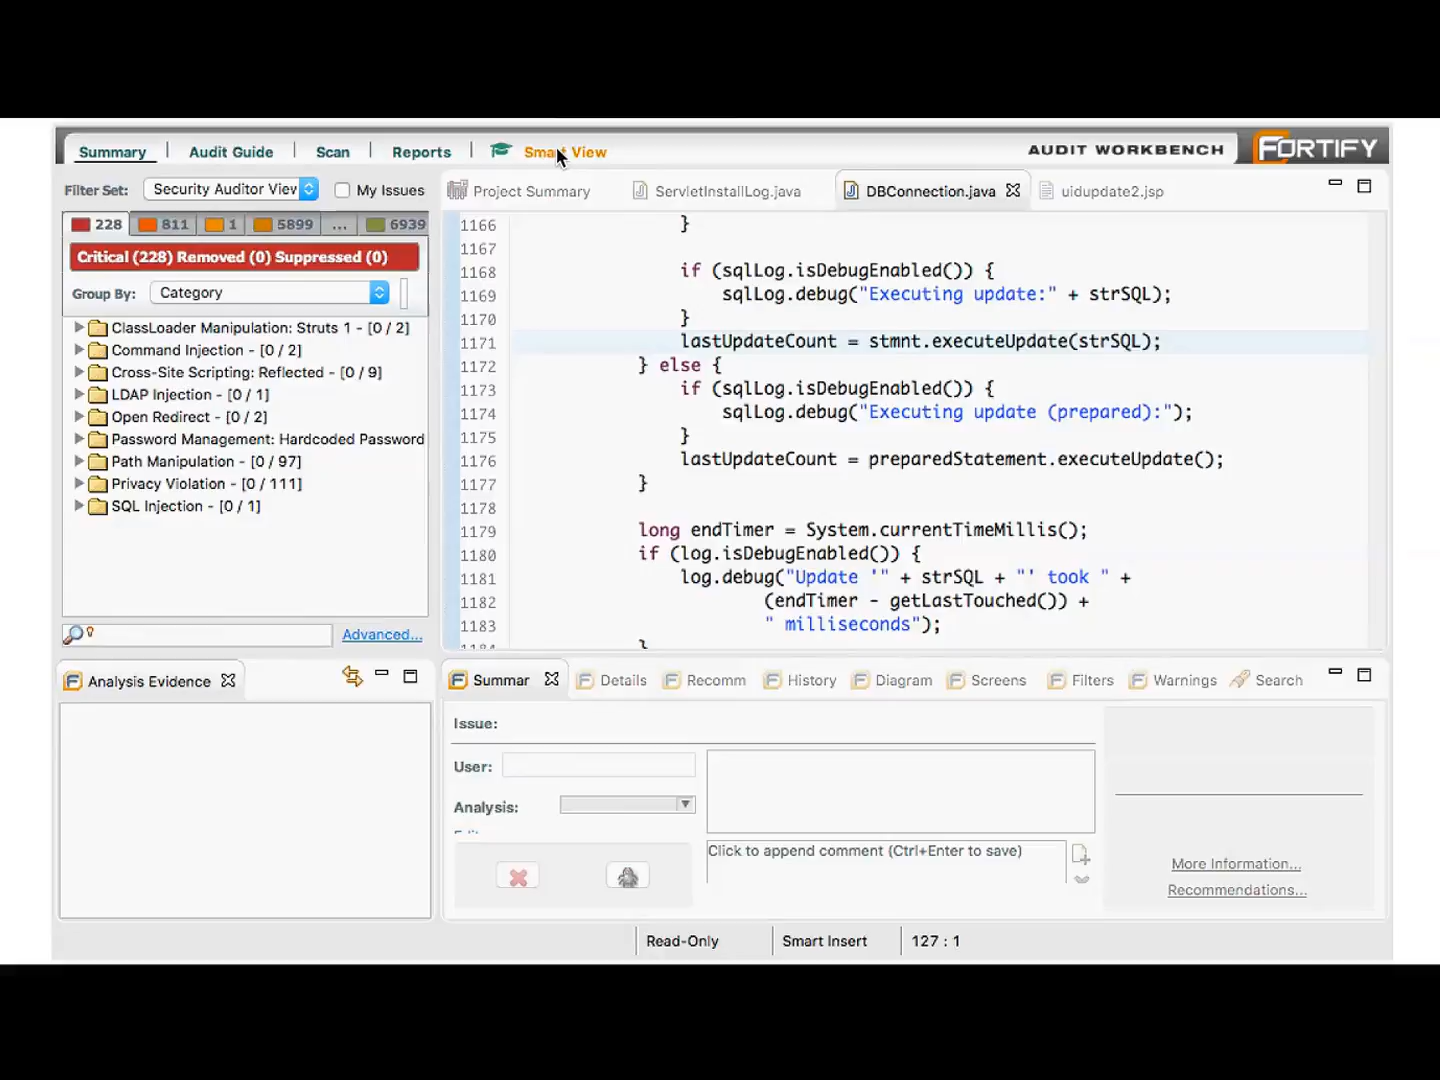 Summary | Audit Guide | Scan | Reports | Smart View
AUDIT WORKBENCH FORTIFY
Filter Set: Security Auditor View My Issues
228 811 1 5899 ... 6939
Critical (228) Removed (0) Suppressed (0)
Group By: Category
ClassLoader Manipulation: Struts 1 - [0 / 2]
Command Injection - [0 / 2]
Cross-Site Scripting: Reflected - [0 / 9]
LDAP Injection - [0 / 1]
Open Redirect - [0 / 2]
Password Management: Hardcoded Password
Path Manipulation - [0 / 97]
Privacy Violation - [0 / 111]
SQL Injection - [0 / 1]
Advanced...
Project Summary ServletInstallLog.java DBConnection.java uidupdate2.jsp
1166 }
1167
1168 if (sqlLog.isDebugEnabled()) {
1169 sqlLog.debug("Executing update:" + strSQL);
1170 }
1171 lastUpdateCount = stmnt.executeUpdate(strSQL);
1172 } else {
1173 if (sqlLog.isDebugEnabled()) {
1174 sqlLog.debug("Executing update (prepared):");
1175 }
1176 lastUpdateCount = preparedStatement.executeUpdate();
1177 }
1178
1179 long endTimer = System.currentTimeMillis();
1180 if (log.isDebugEnabled()) {
1181 log.debug("Update '" + strSQL + "' took " +
1182 (endTimer - getLastTouched()) +
1183 " milliseconds");
1184 }
Analysis Evidence
Summar Details Recomm History Diagram Screens Filters Warnings Search
Issue:
User:
Analysis:
Click to append comment (Ctrl+Enter to save)
More Information...
Recommendations...
Read-Only Smart Insert 127 : 1